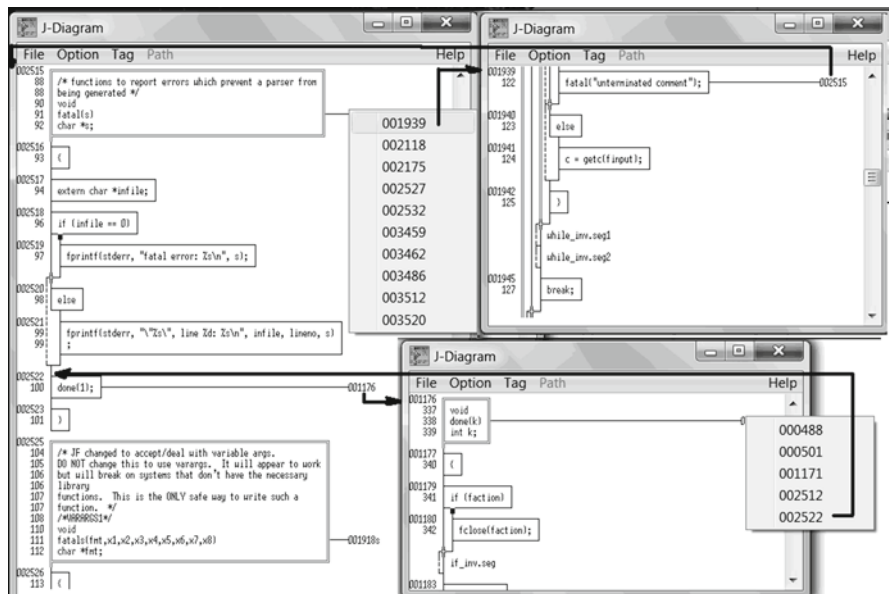 J-Diagram
File Option Tag Path Help
002515
88 /* functions to report errors which prevent a parser from
88 being generated */
90 void
91 fatal(s)
92 char *s;
002516
93 {
002517
94 extern char *infile;
002518
96 if (infile == 0)
002519
97 fprintf(stderr, "fatal error: %s\n", s);
002520
98 else
002521
99 fprintf(stderr, "\"%s\", line %d: %s\n", infile, lineno, s)
99 ;
002522
100 done(1); 001176
002523
101 }
002525
104 /* JF changed to accept/deal with variable args.
105 DO NOT change this to use varargs. It will appear to work
106 but will break on systems that don't have the necessary
106 library
107 functions. This is the ONLY safe way to write such a
107 function. */
108 /*VARARGS1*/
110 void
111 fatals(fmt,x1,x2,x3,x4,x5,x6,x7,x8) 001918s
112 char *fmt;
002526
113 {
001939
002118
002175
002527
002532
003459
003462
003486
003512
003520
J-Diagram
File Option Tag Path Help
001939
122 fatal("unterminated comment"); 002515
001940
123 else
001941
124 c = getc(finput);
001942
125 }
while_inv.seg1
while_inv.seg2
001945
127 break;
J-Diagram
File Option Tag Path Help
001176
337 void
338 done(k)
339 int k;
001177
340 {
001179
341 if (faction)
001180
342 fclose(faction);
if_inv.seg
001183
000488
000501
001171
002512
002522